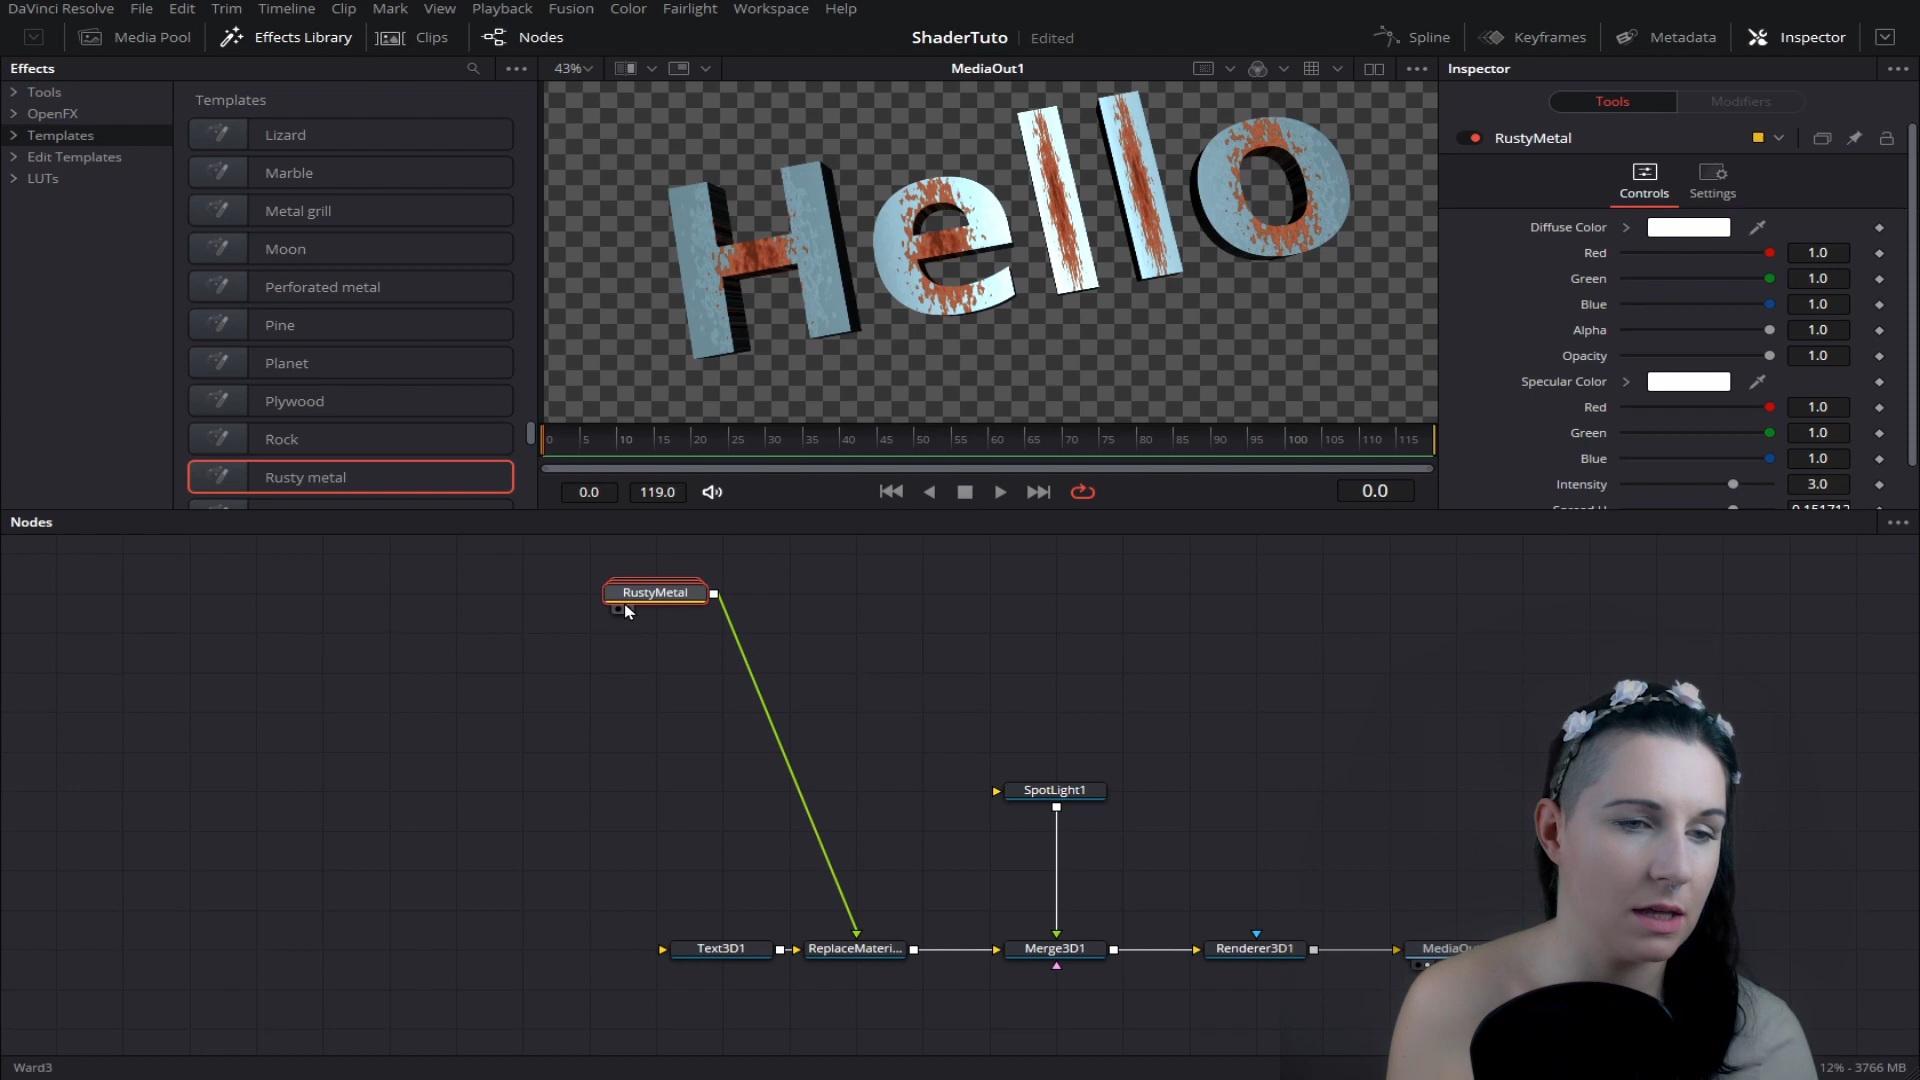 DaVinci Resolve File Edit Trim Timeline Clip Mark View Playback Fusion Color Fairlight Workspace Help
Media Pool Effects Library Clips Nodes ShaderTuto Edited Spline Keyframes Metadata Inspector
Effects 43% MediaOut1 Inspector
Tools
OpenFX
Templates
Edit Templates
LUTs
Templates
Lizard
Marble
Metal grill
Moon
Perforated metal
Pine
Planet
Plywood
Rock
Rusty metal
Hello
0 5 10 15 20 25 30 35 40 45 50 55 60 65 70 75 80 85 90 95 100 105 110 115
0.0 119.0 0.0
Tools Modifiers
RustyMetal
Controls Settings
Diffuse Color
Red 1.0
Green 1.0
Blue 1.0
Alpha 1.0
Opacity 1.0
Specular Color
Red 1.0
Green 1.0
Blue 1.0
Intensity 3.0
Nodes
RustyMetal
SpotLight1
Text3D1 ReplaceMateri... Merge3D1 Renderer3D1 MediaOu
Ward3 12% - 3766 MB